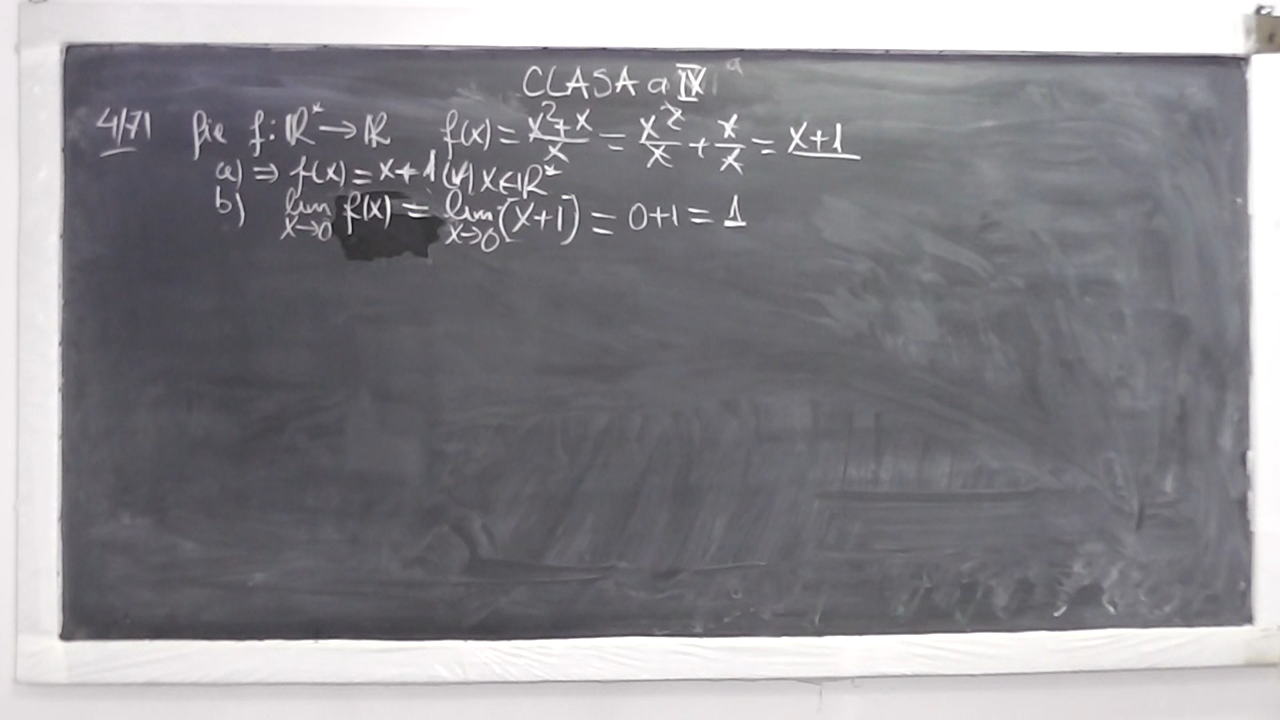 CLASA a IX a
4/71 fie f: ℝ* → ℝ f(x) = (x²+x)/x = x²/x + x/x = x+1
a) ⇒ f(x) = x+1 (∀) x∈ℝ*
b) lim x→0 f(x) = lim x→0 (x+1) = 0+1 = 1